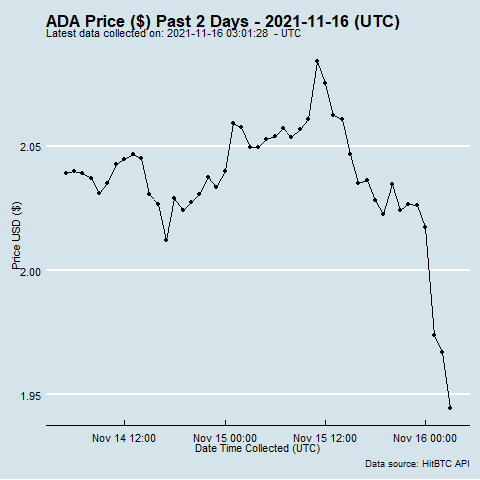 ADA Price ($) Past 2 Days - 2021-11-16 (UTC)
Latest data collected on: 2021-11-16 03:01:28 - UTC
Price USD ($)
2.05
2.00
1.95
Nov 14 12:00 Nov 15 00:00 Nov 15 12:00 Nov 16 00:00
Date Time Collected (UTC)
Data source: HitBTC API